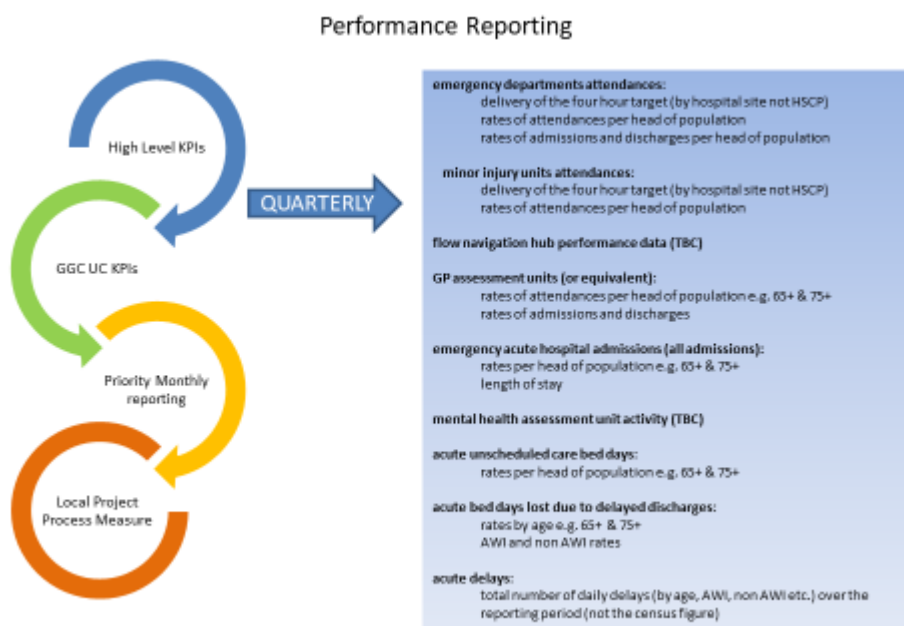 Performance Reporting
High Level KPIs
GGC UC KPIs
Priority Monthly
reporting
Local Project
Process Measure
QUARTERLY
emergency departments attendances:
delivery of the four hour target (by hospital site not HSCP)
rates of attendances per head of population
rates of admissions and discharges per head of population
minor injury units attendances:
delivery of the four hour target (by hospital site not HSCP)
rates of attendances per head of population
flow navigation hub performance data (TBC)
GP assessment units (or equivalent):
rates of attendances per head of population e.g. 65+ & 75+
rates of admissions and discharges
emergency acute hospital admissions (all admissions):
rates per head of population e.g. 65+ & 75+
length of stay
mental health assessment unit activity (TBC)
acute unscheduled care bed days:
rates per head of population e.g. 65+ & 75+
acute bed days lost due to delayed discharges:
rates by age e.g. 65+ & 75+
AWI and non AWI rates
acute delays:
total number of daily delays (by age, AWI, non AWI etc.) over the
reporting period (not the census figure)